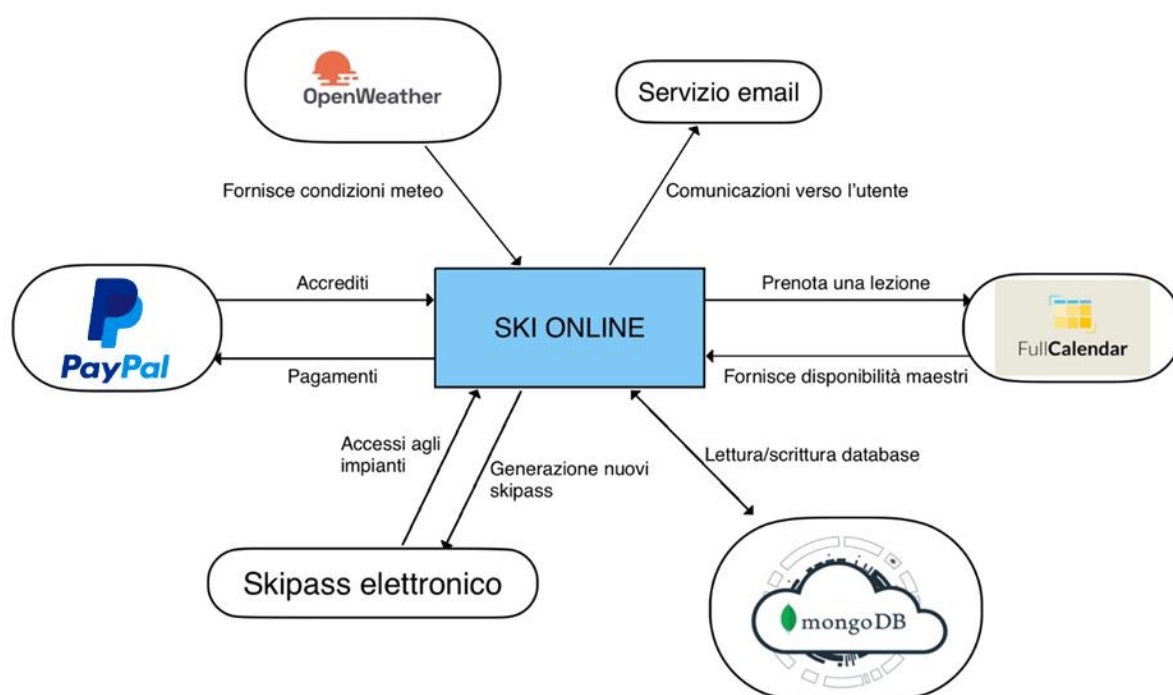 OpenWeather
Servizio email
Fornisce condizioni meteo
Comunicazioni verso l'utente
Accrediti
Prenota una lezione
SKI ONLINE
PayPal
FullCalendar
Pagamenti
Fornisce disponibilità maestri
Accessi agli
impianti
Generazione nuovi
skipass
Lettura/scrittura database
Skipass elettronico
mongoDB